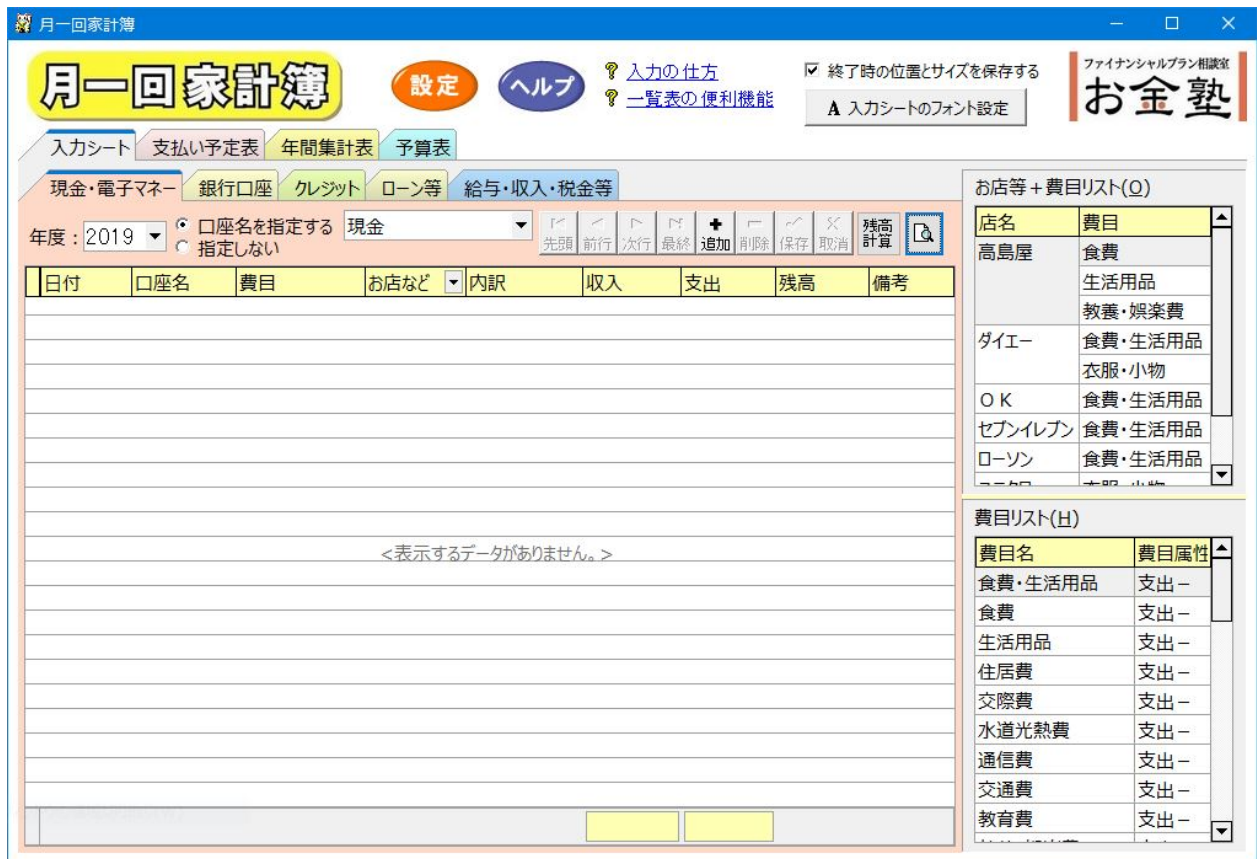 月一回家計簿
月一回家計簿
設定
ヘルプ
入力の仕方
一覧表の便利機能
終了時の位置とサイズを保存する
A 入力シートのフォント設定
ファイナンシャルプラン相談室
お金塾
入力シート 支払い予定表 年間集計表 予算表
現金・電子マネー 銀行口座 クレジット ローン等 給与・収入・税金等
年度：2019 口座名を指定する 現金
指定しない
先頭 前行 次行 最終 追加 削除 保存 取消 残高計算
日付 口座名 費目 お店など 内訳 収入 支出 残高 備考
<表示するデータがありません。>
お店等＋費目リスト(O)
店名 費目
高島屋 食費
生活用品
教養・娯楽費
ダイエー 食費・生活用品
衣服・小物
ＯＫ 食費・生活用品
セブンイレブン 食費・生活用品
ローソン 食費・生活用品
費目リスト(H)
費目名 費目属性
食費・生活用品 支出－
食費 支出－
生活用品 支出－
住居費 支出－
交際費 支出－
水道光熱費 支出－
通信費 支出－
交通費 支出－
教育費 支出－